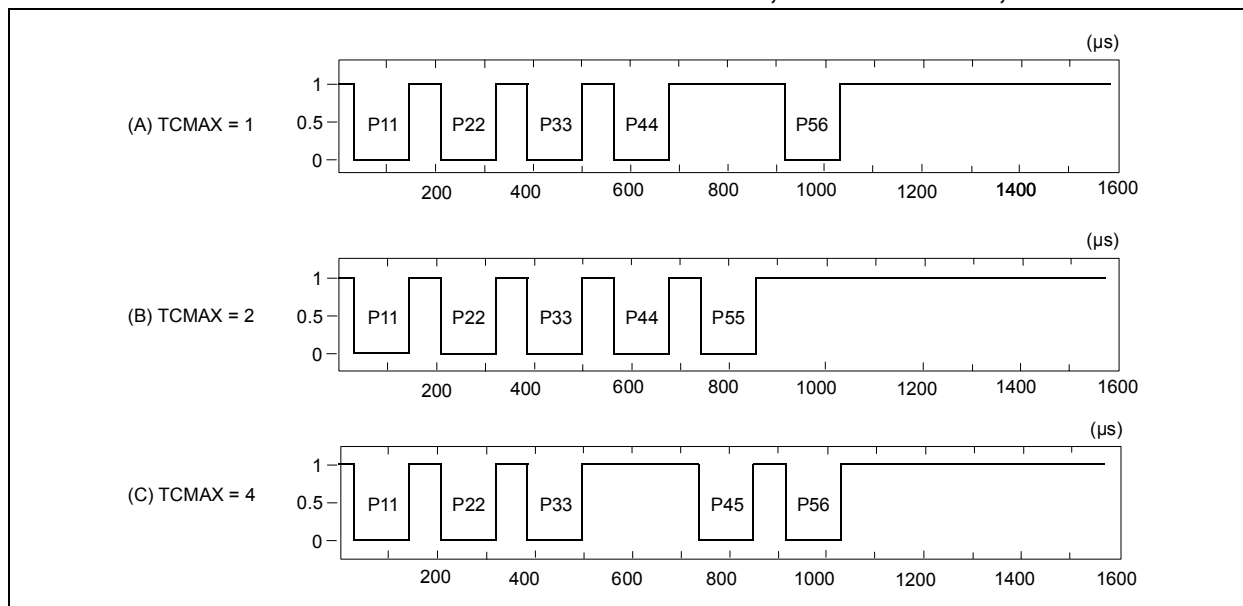 (µs)
1
(A) TCMAX = 1
0.5
P11 P22 P33 P44 P56
0
200 400 600 800 1000 1200 1400 1600
(µs)
1
(B) TCMAX = 2
0.5
P11 P22 P33 P44 P55
0
200 400 600 800 1000 1200 1400 1600
(µs)
1
(C) TCMAX = 4
0.5
P11 P22 P33 P45 P56
0
200 400 600 800 1000 1200 1400 1600